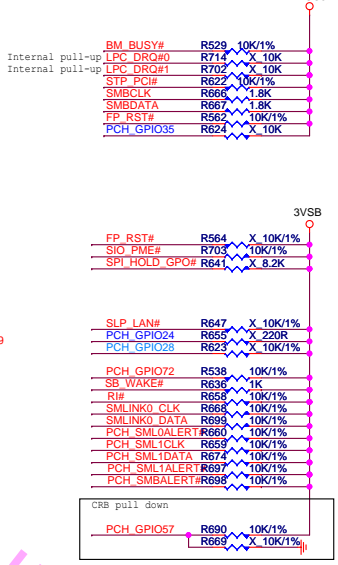 BM_BUSY# R529 10K/1%
Internal pull-up LPC_DRQ#0 R714 X_10K
Internal pull-up LPC_DRQ#1 R702 X_10K
STP_PCI# R622 10K/1%
SMBCLK R666 1.8K
SMBDATA R667 1.8K
FP_RST# R562 10K/1%
PCH_GPIO35 R624 X_10K
3VSB
FP_RST# R564 X_10K/1%
SIO_PME# R703 10K/1%
SPI_HOLD_GPO# R641 X_8.2K
9
SLP_LAN# R647 X_10K/1%
PCH_GPIO24 R655 X_220R
PCH_GPIO28 R623 X_10K/1%
PCH_GPIO72 R538 10K/1%
SB_WAKE# R636 1K
RI# R658 10K/1%
SMLINK0_CLK R668 10K/1%
SMLINK0_DATA R699 10K/1%
PCH_SML0ALERT# R660 10K/1%
PCH_SML1CLK R659 10K/1%
PCH_SML1DATA R674 10K/1%
PCH_SML1ALERT# R697 10K/1%
PCH_SMBALERT# R698 10K/1%
CRB pull down
PCH_GPIO57 R690 10K/1%
R669 X_10K/1%